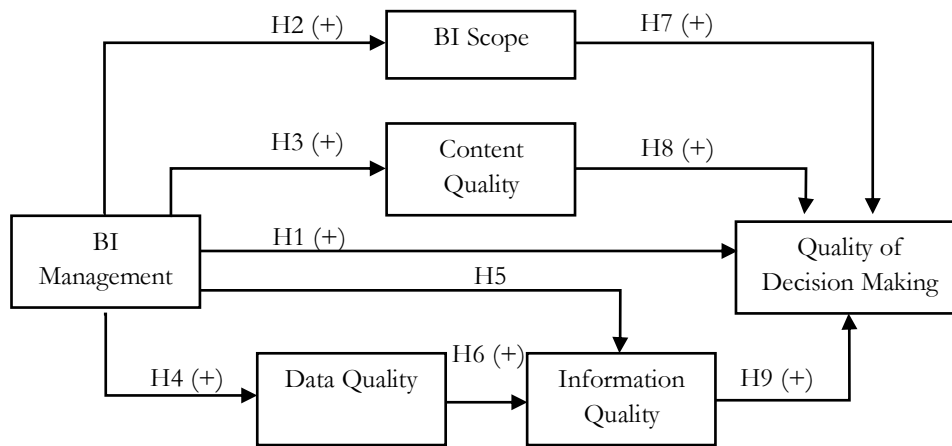 H2 (+)
BI Scope
H7 (+)
H3 (+)
Content
Quality
H8 (+)
BI
Management
H1 (+)
Quality of
Decision Making
H5
H4 (+)
Data Quality
H6 (+)
Information
Quality
H9 (+)